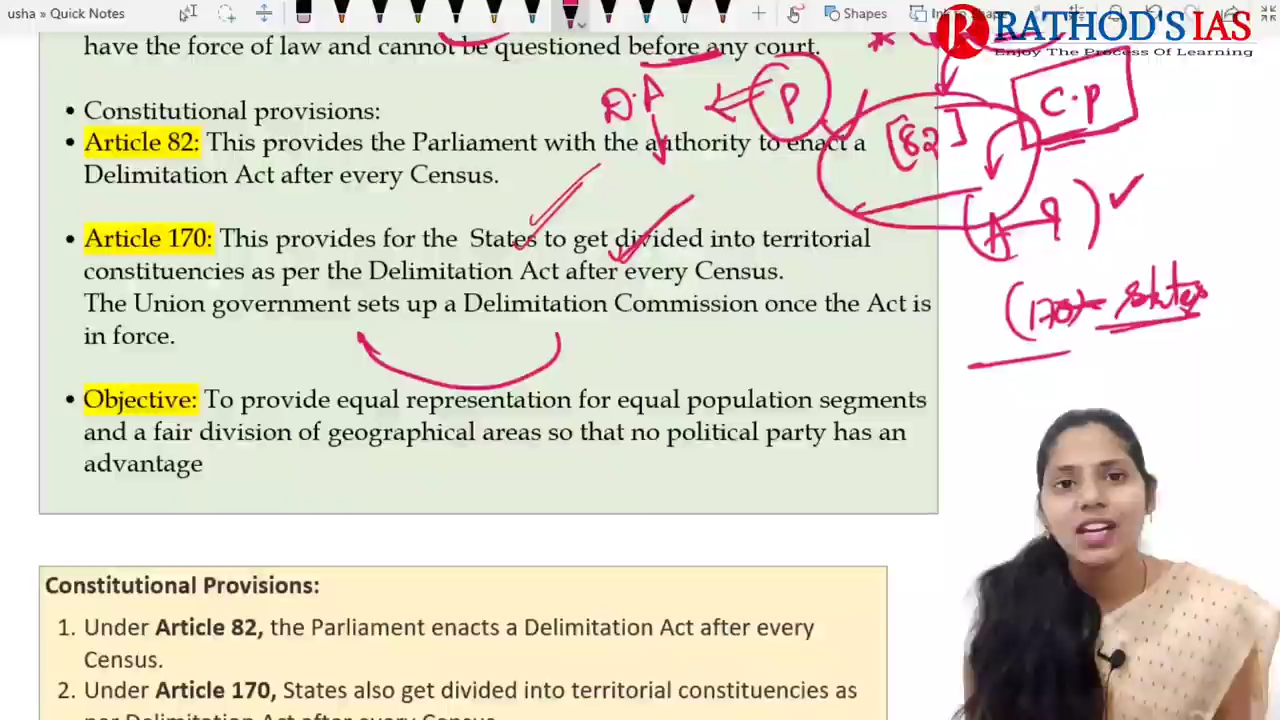 usha » Quick Notes
Shapes
RATHOD'S IAS
Enjoy The Process Of Learning
have the force of law and cannot be questioned before any court.
D.A
P
[82]
C.P
• Constitutional provisions:
• Article 82: This provides the Parliament with the authority to enact a
Delimitation Act after every Census.
• Article 170: This provides for the States to get divided into territorial
constituencies as per the Delimitation Act after every Census.
The Union government sets up a Delimitation Commission once the Act is
in force.
(170) States
• Objective: To provide equal representation for equal population segments
and a fair division of geographical areas so that no political party has an
advantage
Constitutional Provisions:
1. Under Article 82, the Parliament enacts a Delimitation Act after every
Census.
2. Under Article 170, States also get divided into territorial constituencies as
per Delimitation Act after every Census.